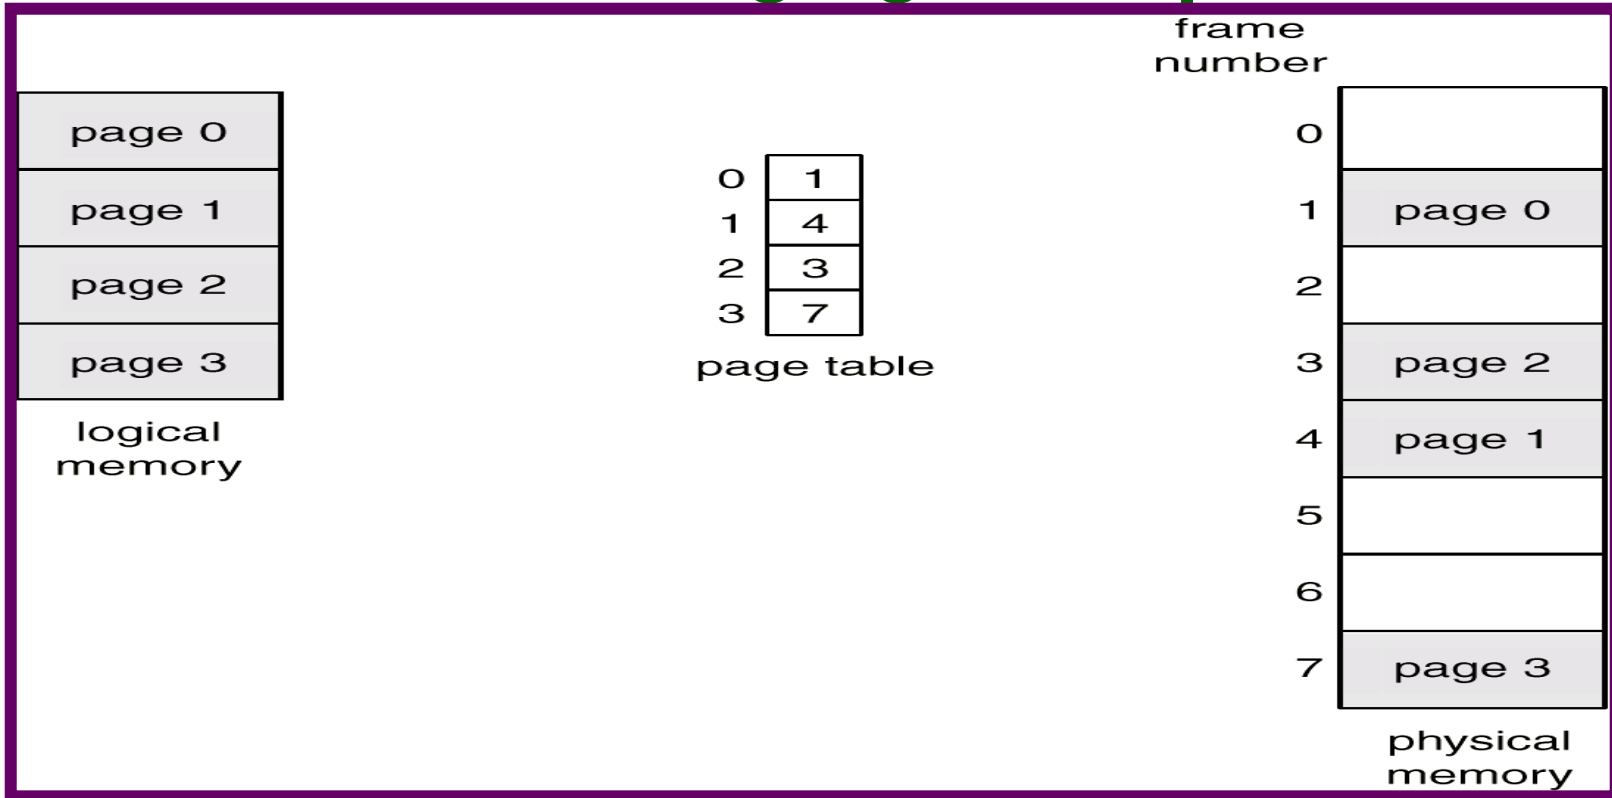 frame
number
page 0
page 1
page 2
page 3
logical
memory
0 1
1 4
2 3
3 7
page table
0
1 page 0
2
3 page 2
4 page 1
5
6
7 page 3
physical
memory